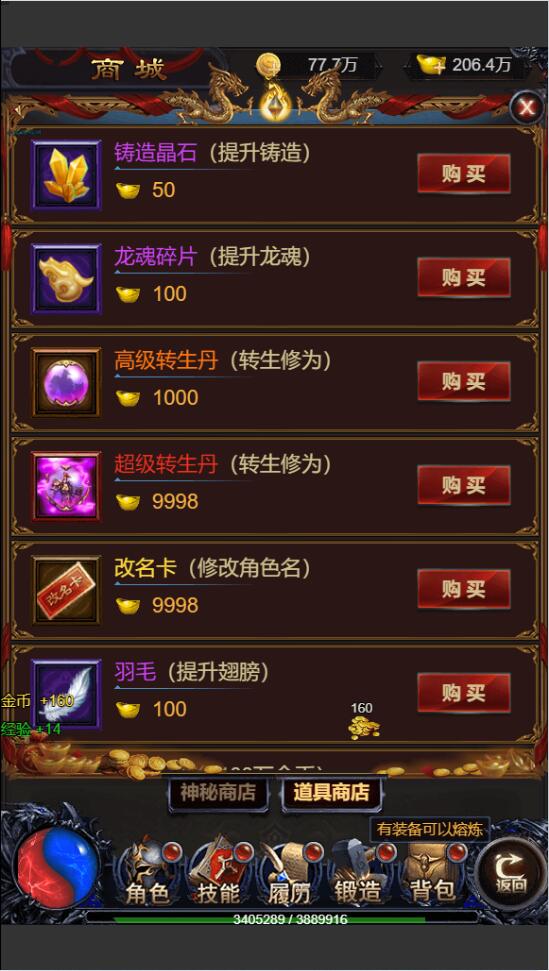 商城
77.7万
206.4万
铸造晶石（提升铸造）
50
购买
龙魂碎片（提升龙魂）
100
购买
高级转生丹（转生修为）
1000
购买
超级转生丹（转生修为）
9998
购买
改名卡
改名卡（修改角色名）
9998
购买
羽毛（提升翅膀）
100
购买
金币 +160
160
经验 +14
神秘商店
道具商店
有装备可以熔炼
角色
技能
履历
锻造
背包
返回
3405289 / 3889916